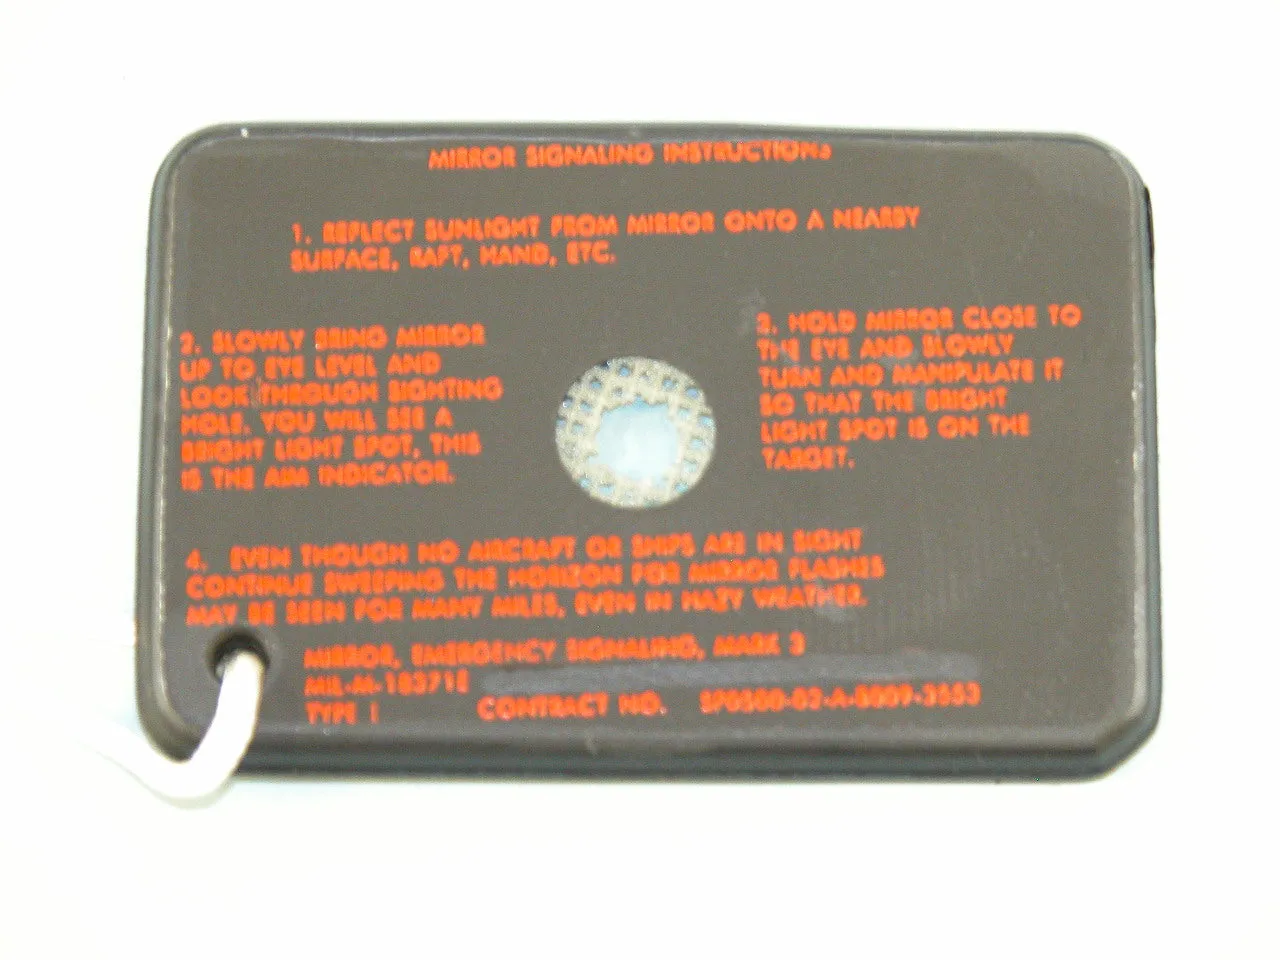 MIRROR SIGNALING INSTRUCTIONS
1. REFLECT SUNLIGHT FROM MIRROR ONTO A NEARBY
SURFACE, RAFT, HAND, ETC.
2. SLOWLY BRING MIRROR
UP TO EYE LEVEL AND
LOOK THROUGH SIGHTING
HOLE. YOU WILL SEE A
BRIGHT LIGHT SPOT, THIS
IS THE AIM INDICATOR.
3. HOLD MIRROR CLOSE TO
THE EYE AND SLOWLY
TURN AND MANIPULATE IT
SO THAT THE BRIGHT
LIGHT SPOT IS ON THE
TARGET.
4. EVEN THOUGH NO AIRCRAFT OR SHIPS ARE IN SIGHT
CONTINUE SWEEPING THE HORIZON FOR MIRROR FLASHES
MAY BE SEEN FOR MANY MILES, EVEN IN HAZY WEATHER.
MIRROR, EMERGENCY SIGNALING, MARK 3
MIL-M-18371E
TYPE I CONTRACT NO.